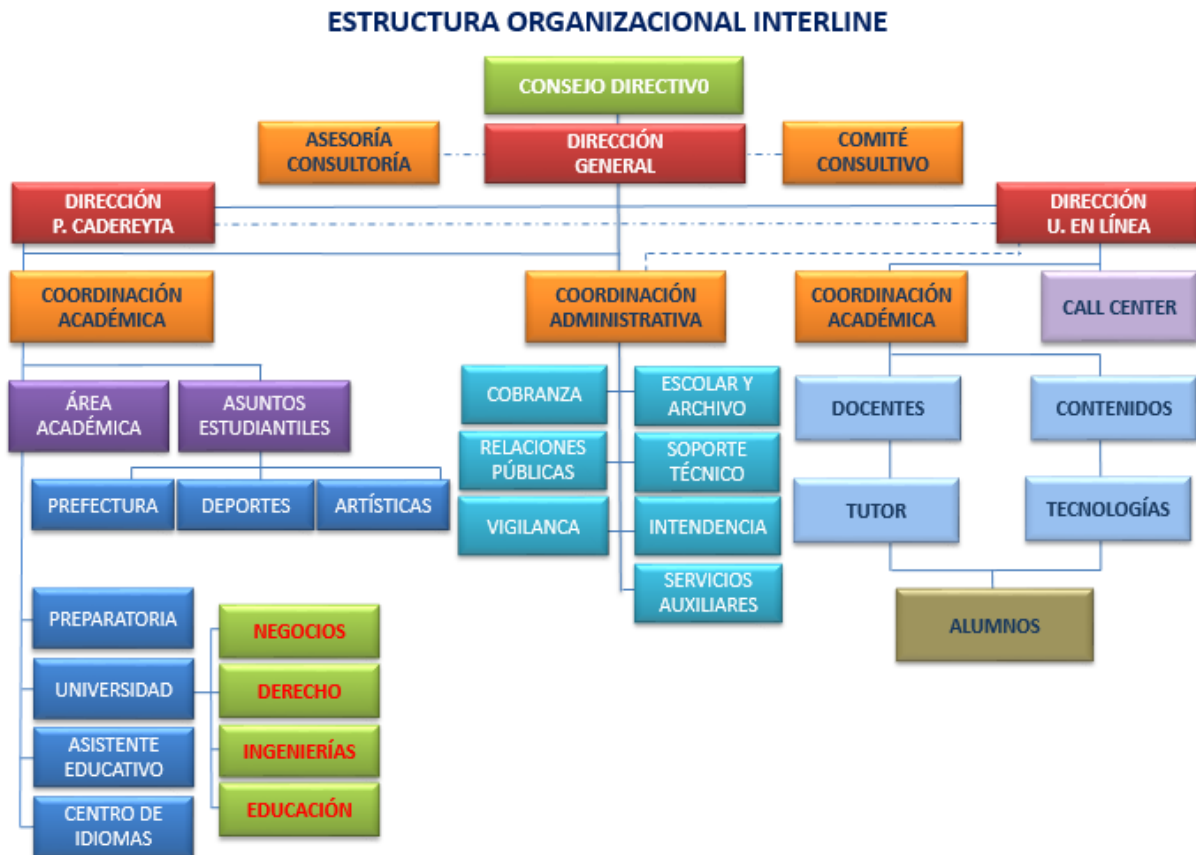 ESTRUCTURA ORGANIZACIONAL INTERLINE
CONSEJO DIRECTIV0
ASESORÍA
CONSULTORÍA
DIRECCIÓN
GENERAL
COMITÉ
CONSULTIVO
DIRECCIÓN
P. CADEREYTA
DIRECCIÓN
U. EN LÍNEA
COORDINACIÓN
ACADÉMICA
COORDINACIÓN
ADMINISTRATIVA
COORDINACIÓN
ACADÉMICA
CALL CENTER
ÁREA
ACADÉMICA
ASUNTOS
ESTUDIANTILES
PREFECTURA
DEPORTES
ARTÍSTICAS
COBRANZA
ESCOLAR Y
ARCHIVO
RELACIONES
PÚBLICAS
SOPORTE
TÉCNICO
VIGILANCA
INTENDENCIA
SERVICIOS
AUXILIARES
DOCENTES
CONTENIDOS
TUTOR
TECNOLOGÍAS
ALUMNOS
PREPARATORIA
UNIVERSIDAD
ASISTENTE
EDUCATIVO
CENTRO DE
IDIOMAS
NEGOCIOS
DERECHO
INGENIERÍAS
EDUCACIÓN